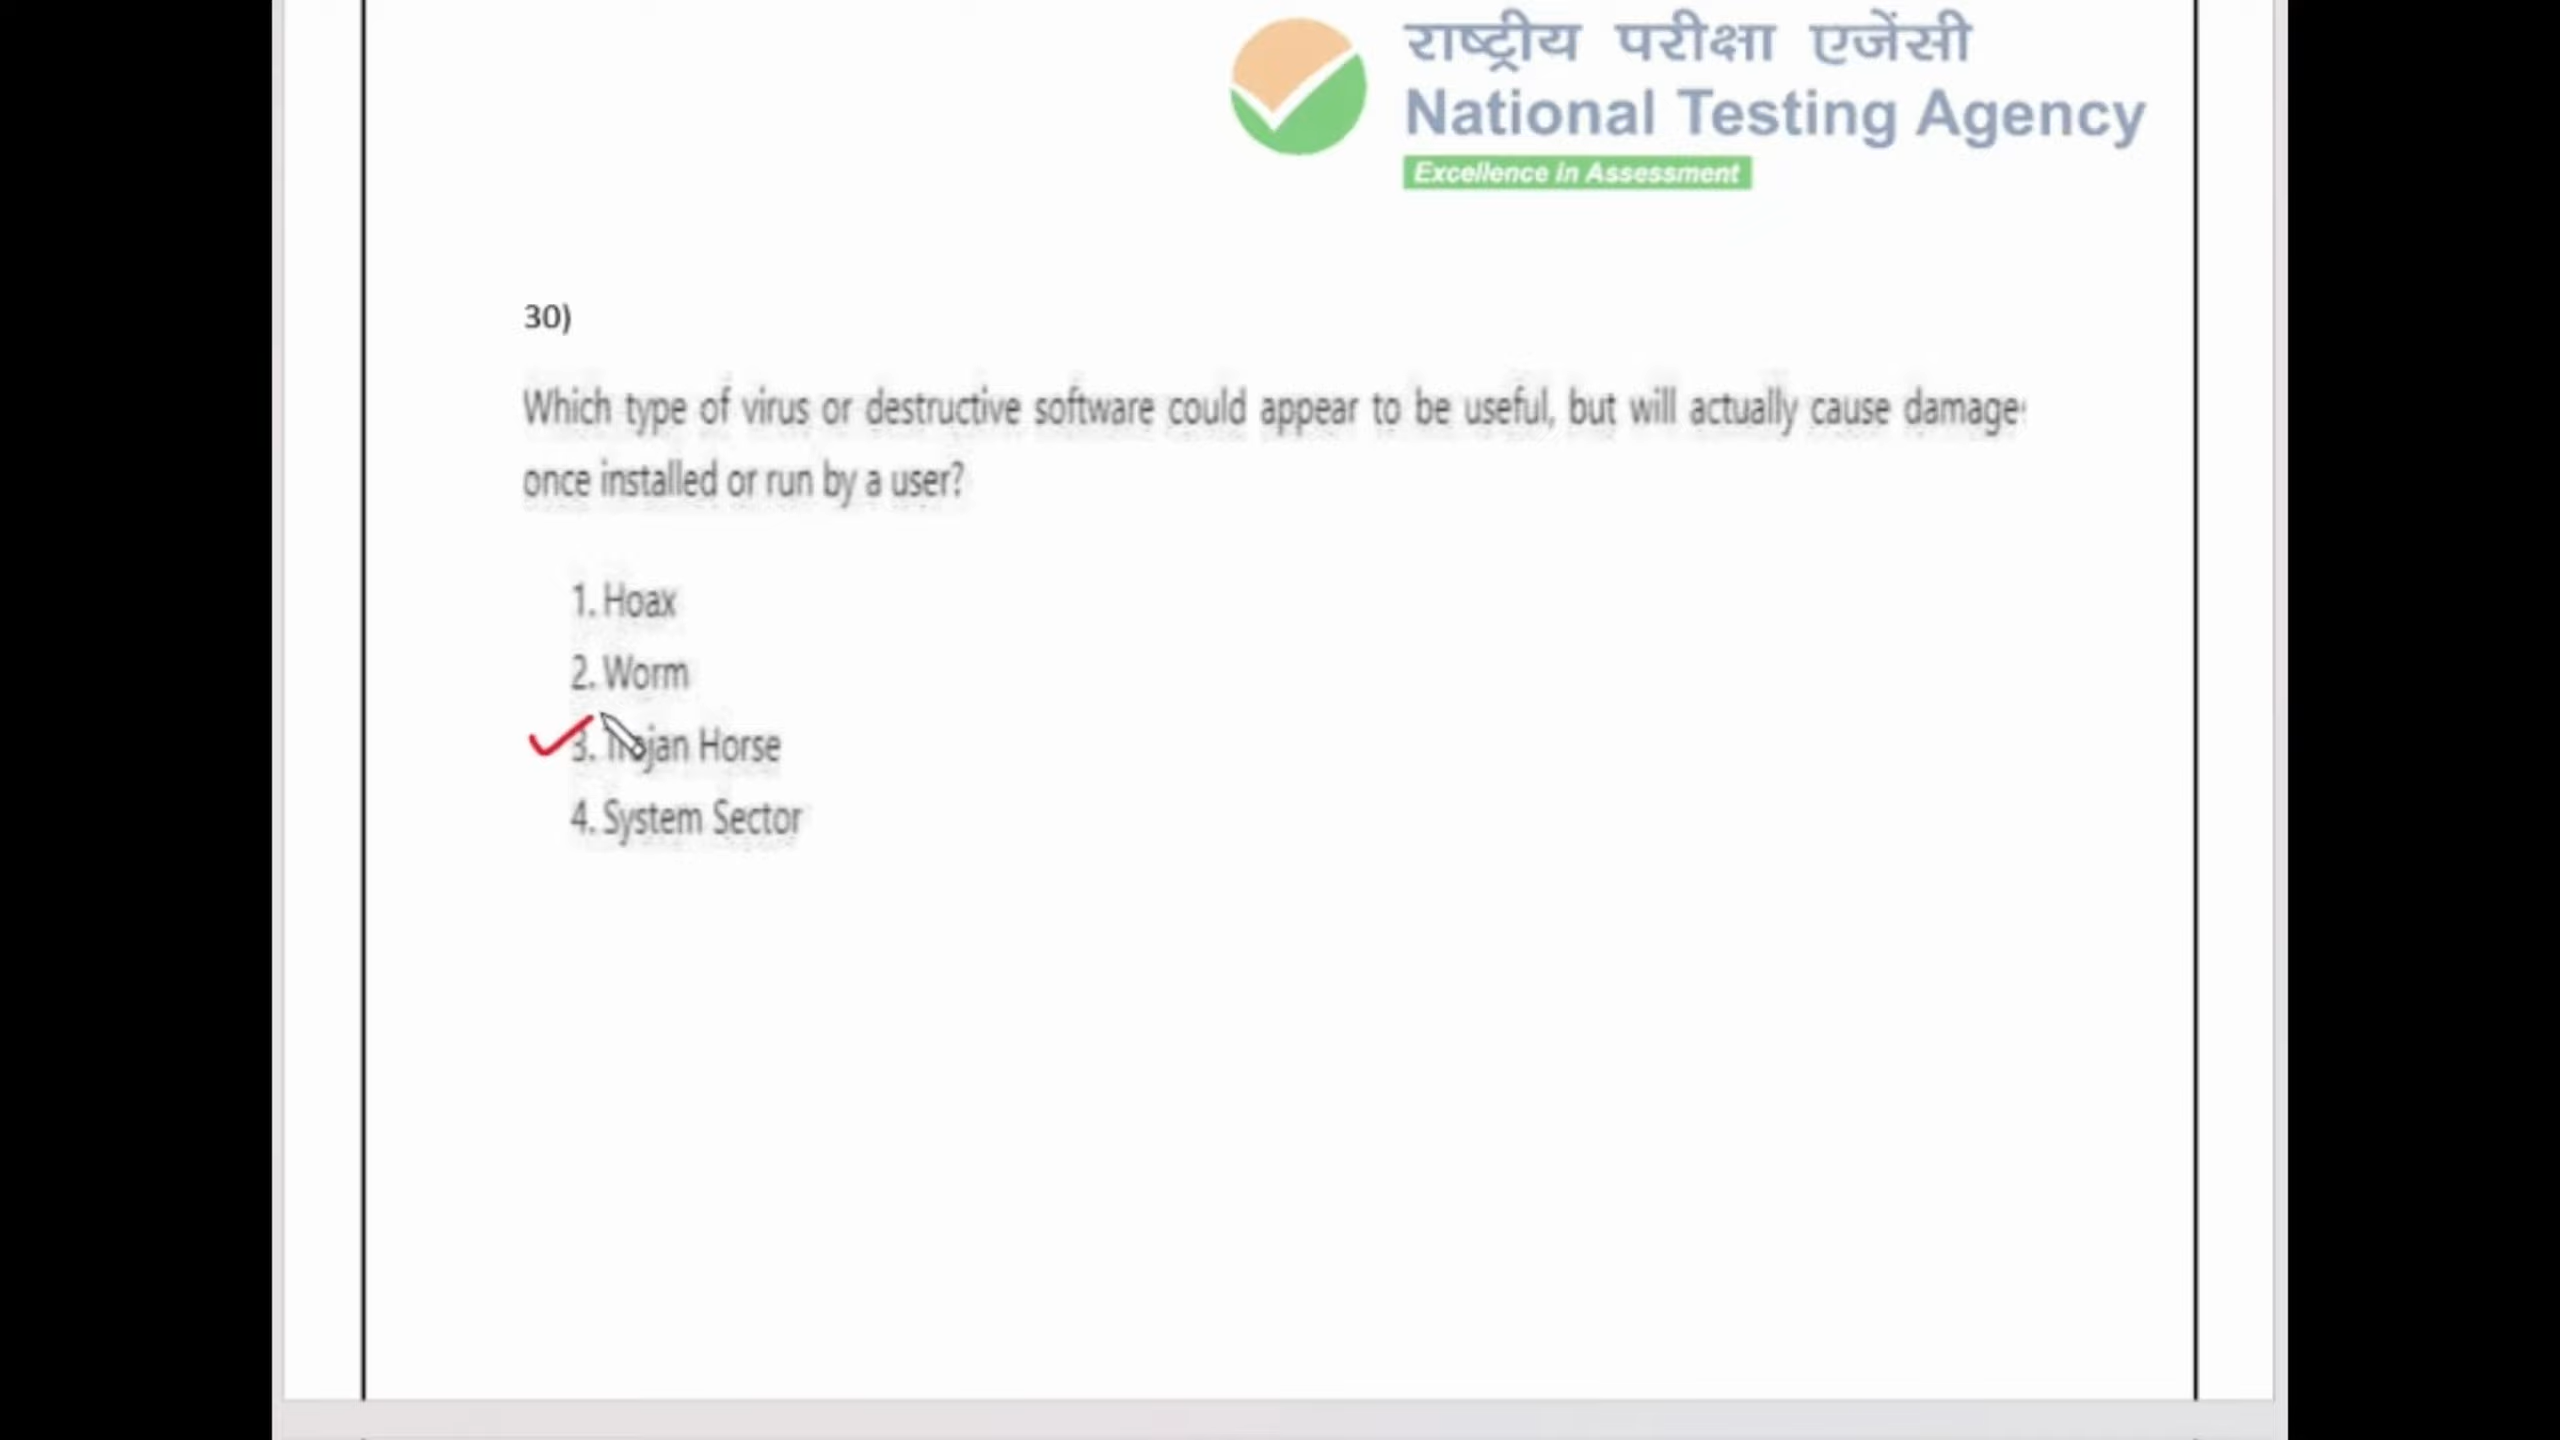 राष्ट्रीय परीक्षा एजेंसी
National Testing Agency
Excellence in Assessment
30)
Which type of virus or destructive software could appear to be useful, but will actually cause damage
once installed or run by a user?
1. Hoax
2. Worm
3. Trojan Horse
4. System Sector